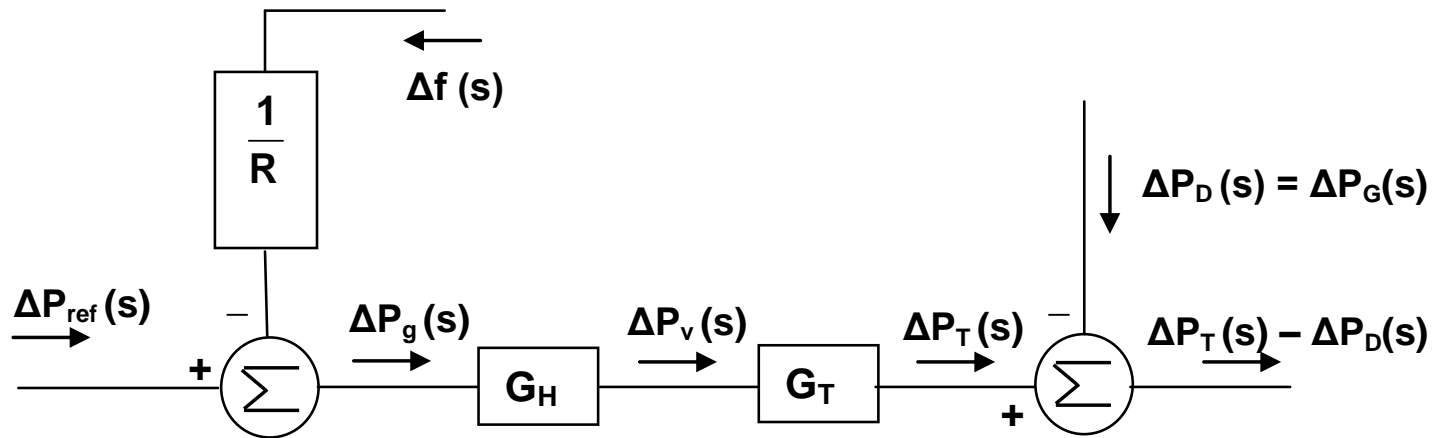 Δf (s)
1
R
ΔP_D (s) = ΔP_G(s)
ΔP_ref (s)
−
ΔP_g (s)
ΔP_v (s)
ΔP_T (s)
−
ΔP_T (s) − ΔP_D(s)
+
∑
G_H
G_T
+
∑